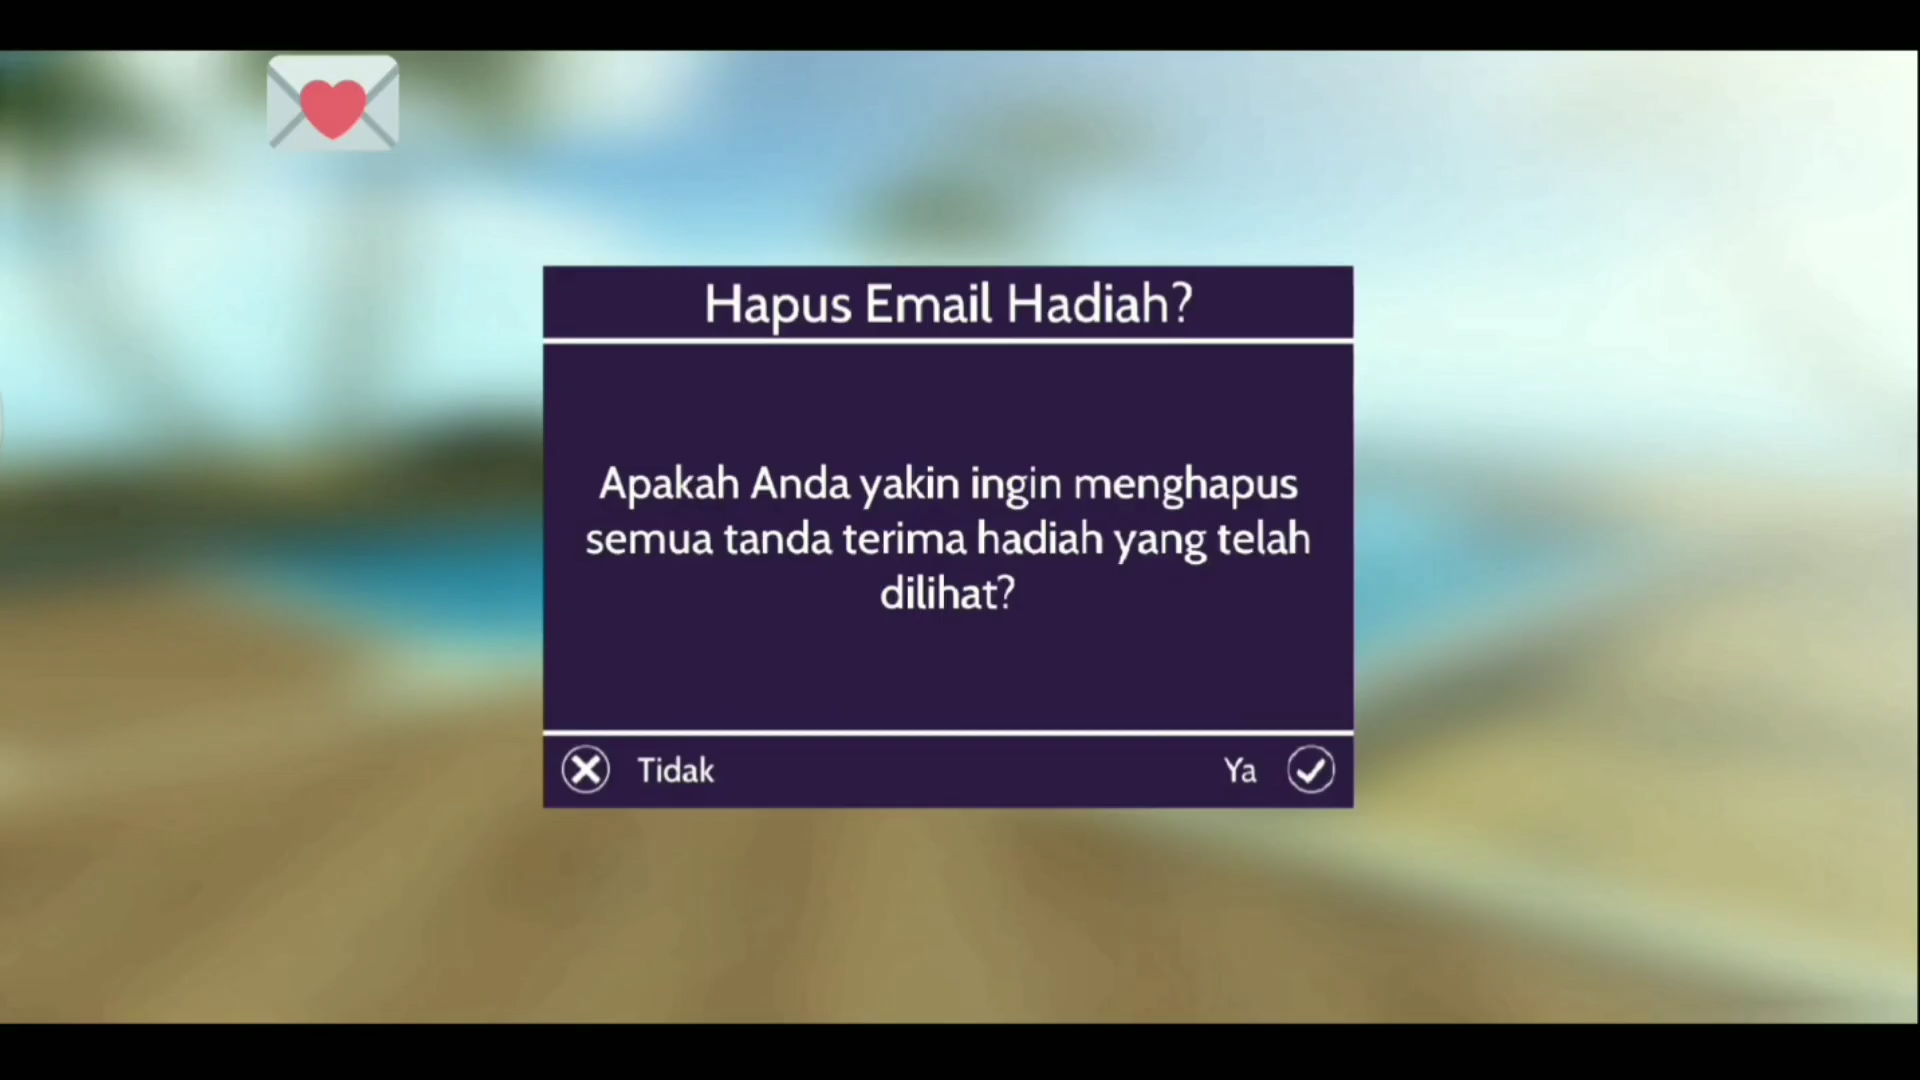 Hapus Email Hadiah?
Apakah Anda yakin ingin menghapus
semua tanda terima hadiah yang telah
dilihat?
Tidak
Ya